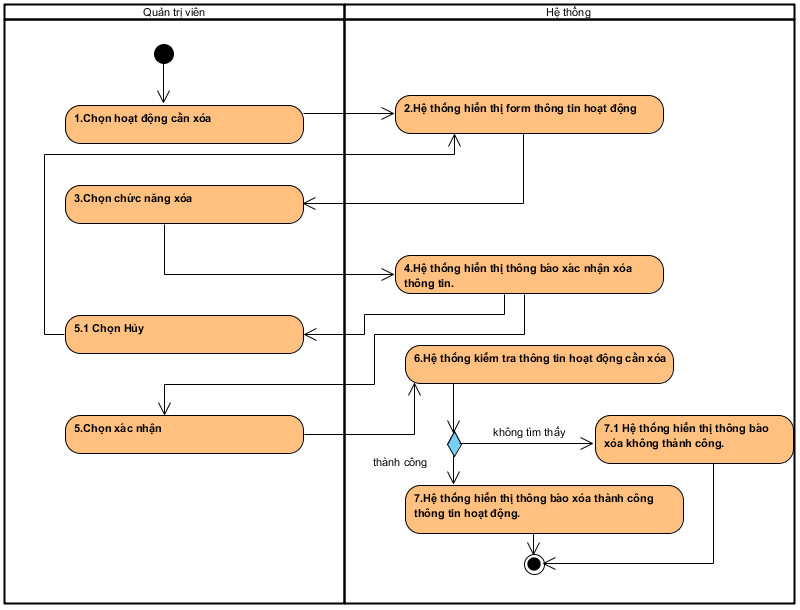 Quản trị viên
Hệ thống
1.Chọn hoạt động cần xóa
2.Hệ thống hiển thị form thông tin hoạt động
3.Chọn chức năng xóa
4.Hệ thống hiển thị thông báo xác nhận xóa
thông tin.
5.1 Chọn Hủy
6.Hệ thống kiểm tra thông tin hoạt động cần xóa
5.Chọn xác nhận
không tìm thấy
7.1 Hệ thống hiển thị thông báo
xóa không thành công.
thành công
7.Hệ thống hiển thị thông báo xóa thành công
thông tin hoạt động.